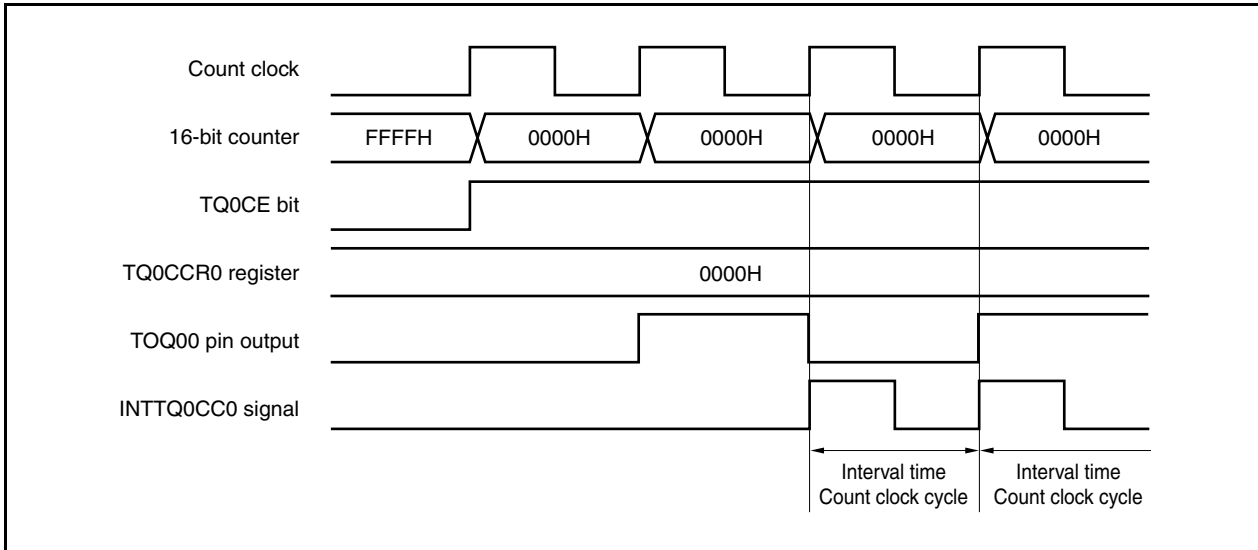 Count clock
16-bit counter
FFFFH
0000H
0000H
0000H
0000H
TQ0CE bit
TQ0CCR0 register
0000H
TOQ00 pin output
INTTQ0CC0 signal
Interval time
Count clock cycle
Interval time
Count clock cycle